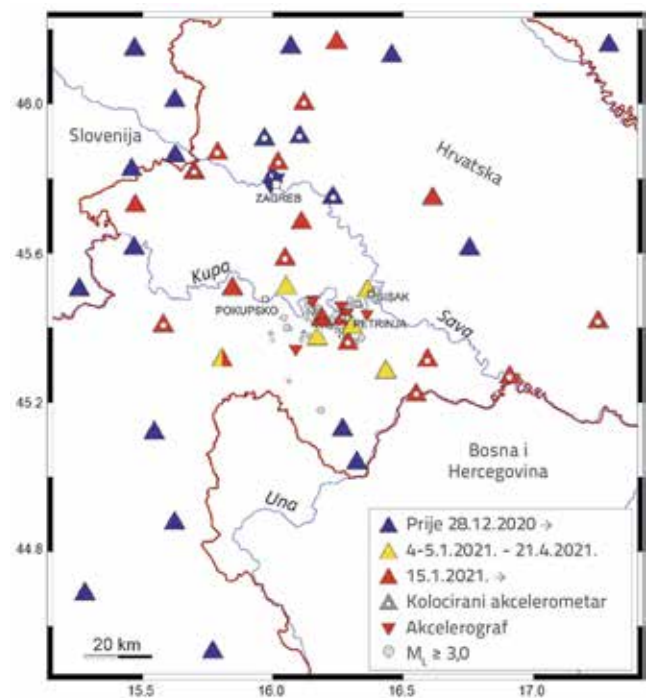 46.0
45.6
45.2
44.8
15.5
16.0
16.5
17.0
Slovenija
Hrvatska
ZAGREB
Kupa
POKUPSKO
SISAK
PETRINJA
Sava
Bosna i
Hercegovina
Una
20 km
Prije 28.12.2020 →
4-5.1.2021. - 21.4.2021.
15.1.2021. →
Kolocirani akcelerometar
Akcelerograf
M_L ≥ 3,0